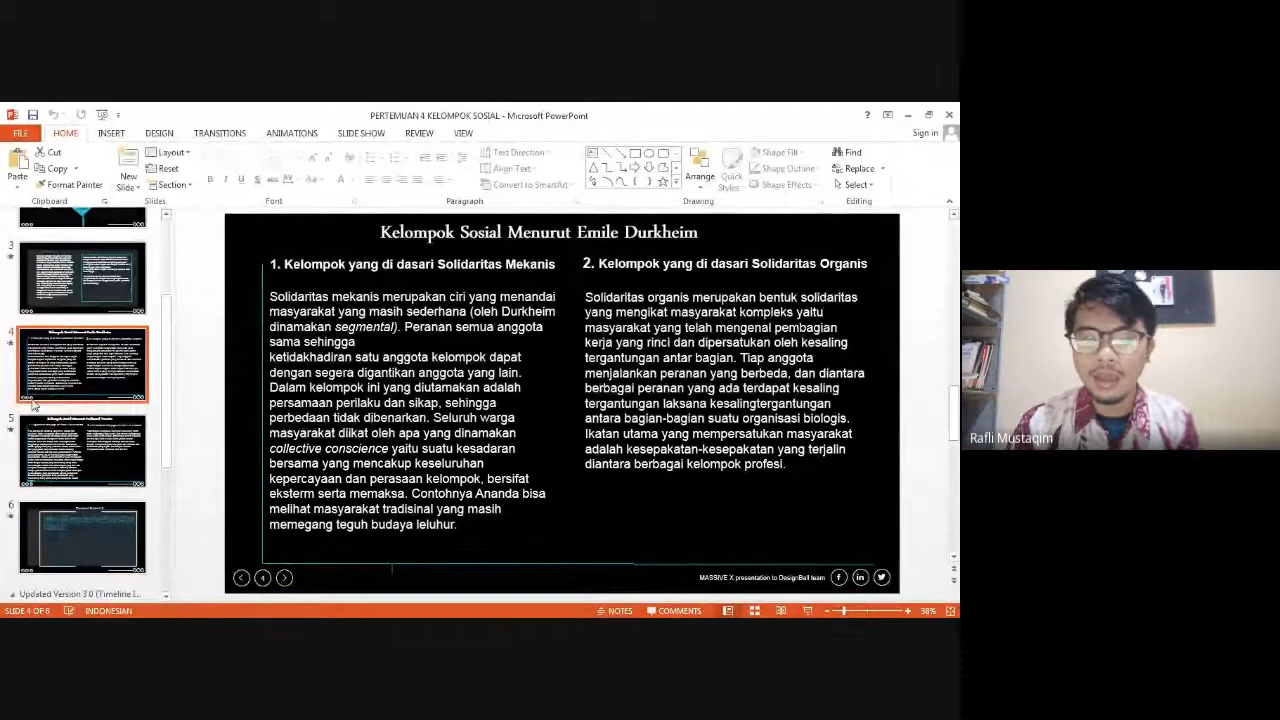 PERTEMUAN 4 KELOMPOK SOSIAL - Microsoft PowerPoint
FILE HOME INSERT DESIGN TRANSITIONS ANIMATIONS SLIDE SHOW REVIEW VIEW Sign in
Cut
Copy
Format Painter
Paste
Clipboard
New
Slide
Layout
Reset
Section
Slides
Font
Text Direction
Align Text
Convert to SmartArt
Paragraph
Arrange
Quick
Styles
Shape Fill
Shape Outline
Shape Effects
Drawing
Find
Replace
Select
Editing
3
4
5
6
Updated Version 3.0 (Timeline I...
Kelompok Sosial Menurut Emile Durkheim
1. Kelompok yang di dasari Solidaritas Mekanis
Solidaritas mekanis merupakan ciri yang menandai
masyarakat yang masih sederhana (oleh Durkheim
dinamakan segmental). Peranan semua anggota
sama sehingga
ketidakhadiran satu anggota kelompok dapat
dengan segera digantikan anggota yang lain.
Dalam kelompok ini yang diutamakan adalah
persamaan perilaku dan sikap, sehingga
perbedaan tidak dibenarkan. Seluruh warga
masyarakat diikat oleh apa yang dinamakan
collective conscience yaitu suatu kesadaran
bersama yang mencakup keseluruhan
kepercayaan dan perasaan kelompok, bersifat
eksterm serta memaksa. Contohnya Ananda bisa
melihat masyarakat tradisinal yang masih
memegang teguh budaya leluhur.
2. Kelompok yang di dasari Solidaritas Organis
Solidaritas organis merupakan bentuk solidaritas
yang mengikat masyarakat kompleks yaitu
masyarakat yang telah mengenal pembagian
kerja yang rinci dan dipersatukan oleh kesaling
tergantungan antar bagian. Tiap anggota
menjalankan peranan yang berbeda, dan diantara
berbagai peranan yang ada terdapat kesaling
tergantungan laksana kesalingtergantungan
antara bagian-bagian suatu organisasi biologis.
Ikatan utama yang mempersatukan masyarakat
adalah kesepakatan-kesepakatan yang terjalin
diantara berbagai kelompok profesi.
4
MASSIVE X presentation to DesignBall team
SLIDE 4 OF 6 INDONESIAN NOTES COMMENTS 38%
Rafli Mustaqim